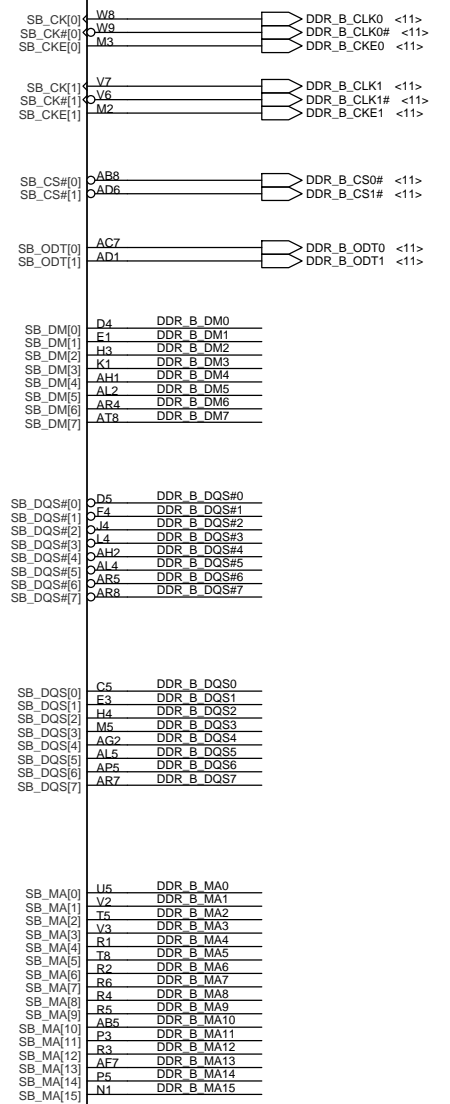 SB_CK[0] W8 DDR_B_CLK0 <11>
SB_CK#[0] W9 DDR_B_CLK0# <11>
SB_CKE[0] M3 DDR_B_CKE0 <11>
SB_CK[1] V7 DDR_B_CLK1 <11>
SB_CK#[1] V6 DDR_B_CLK1# <11>
SB_CKE[1] M2 DDR_B_CKE1 <11>
SB_CS#[0] AB8 DDR_B_CS0# <11>
SB_CS#[1] AD6 DDR_B_CS1# <11>
SB_ODT[0] AC7 DDR_B_ODT0 <11>
SB_ODT[1] AD1 DDR_B_ODT1 <11>
SB_DM[0] D4 DDR_B_DM0
SB_DM[1] E1 DDR_B_DM1
SB_DM[2] H3 DDR_B_DM2
SB_DM[3] K1 DDR_B_DM3
SB_DM[4] AH1 DDR_B_DM4
SB_DM[5] AL2 DDR_B_DM5
SB_DM[6] AR4 DDR_B_DM6
SB_DM[7] AT8 DDR_B_DM7
SB_DQS#[0] D5 DDR_B_DQS#0
SB_DQS#[1] F4 DDR_B_DQS#1
SB_DQS#[2] J4 DDR_B_DQS#2
SB_DQS#[3] L4 DDR_B_DQS#3
SB_DQS#[4] AH2 DDR_B_DQS#4
SB_DQS#[5] AL4 DDR_B_DQS#5
SB_DQS#[6] AR5 DDR_B_DQS#6
SB_DQS#[7] AR8 DDR_B_DQS#7
SB_DQS[0] C5 DDR_B_DQS0
SB_DQS[1] E3 DDR_B_DQS1
SB_DQS[2] H4 DDR_B_DQS2
SB_DQS[3] M5 DDR_B_DQS3
SB_DQS[4] AG2 DDR_B_DQS4
SB_DQS[5] AL5 DDR_B_DQS5
SB_DQS[6] AP5 DDR_B_DQS6
SB_DQS[7] AR7 DDR_B_DQS7
SB_MA[0] U5 DDR_B_MA0
SB_MA[1] V2 DDR_B_MA1
SB_MA[2] T5 DDR_B_MA2
SB_MA[3] V3 DDR_B_MA3
SB_MA[4] R1 DDR_B_MA4
SB_MA[5] T8 DDR_B_MA5
SB_MA[6] R2 DDR_B_MA6
SB_MA[7] R6 DDR_B_MA7
SB_MA[8] R4 DDR_B_MA8
SB_MA[9] R5 DDR_B_MA9
SB_MA[10] AB5 DDR_B_MA10
SB_MA[11] P3 DDR_B_MA11
SB_MA[12] R3 DDR_B_MA12
SB_MA[13] AF7 DDR_B_MA13
SB_MA[14] P5 DDR_B_MA14
SB_MA[15] N1 DDR_B_MA15